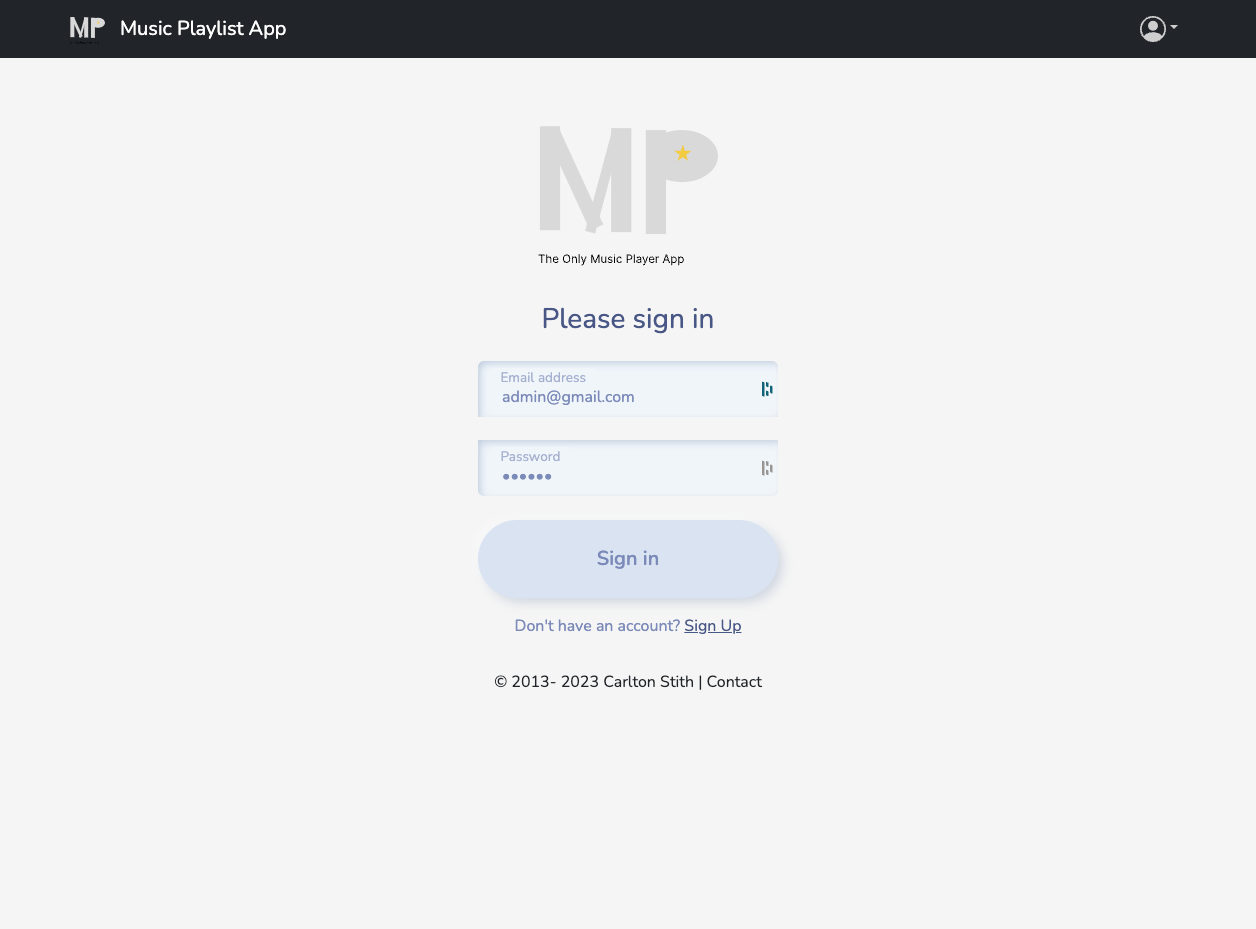 MP Music Playlist App
MP
The Only Music Player App
Please sign in
Email address
admin@gmail.com
Password
••••••
Sign in
Don't have an account? Sign Up
© 2013- 2023 Carlton Stith | Contact